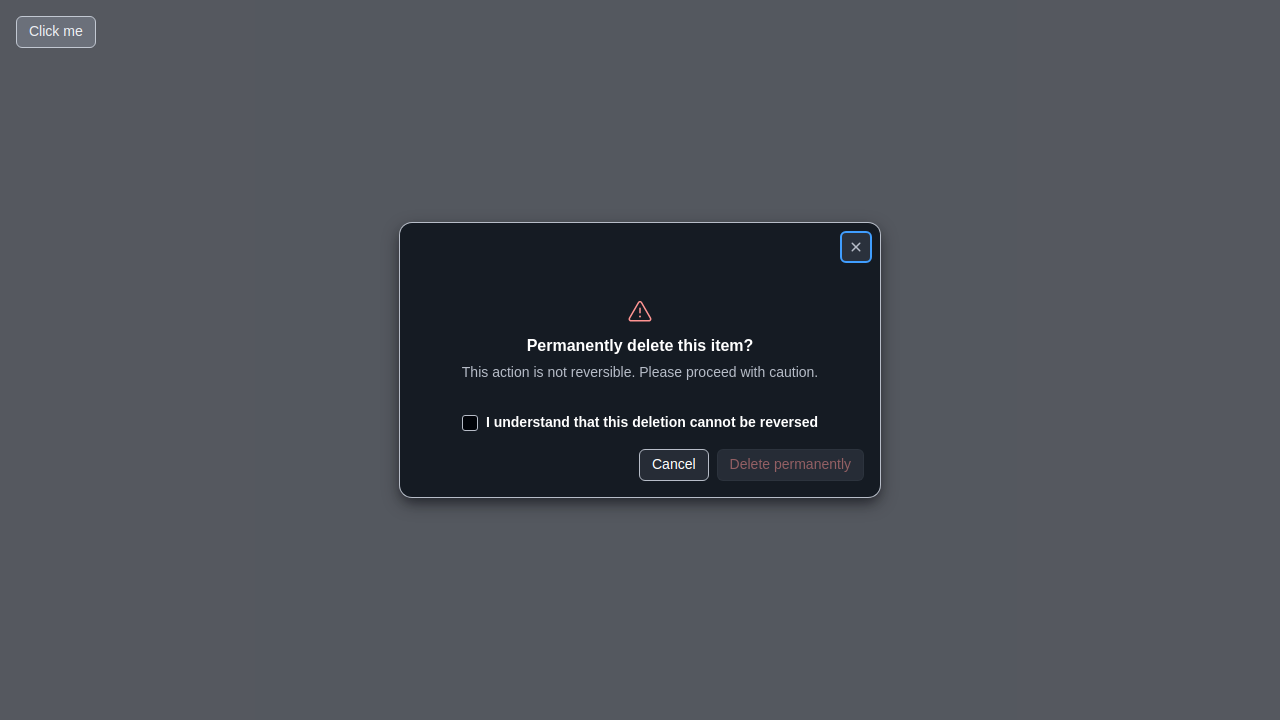 Click me
Permanently delete this item?
This action is not reversible. Please proceed with caution.
I understand that this deletion cannot be reversed
Cancel
Delete permanently